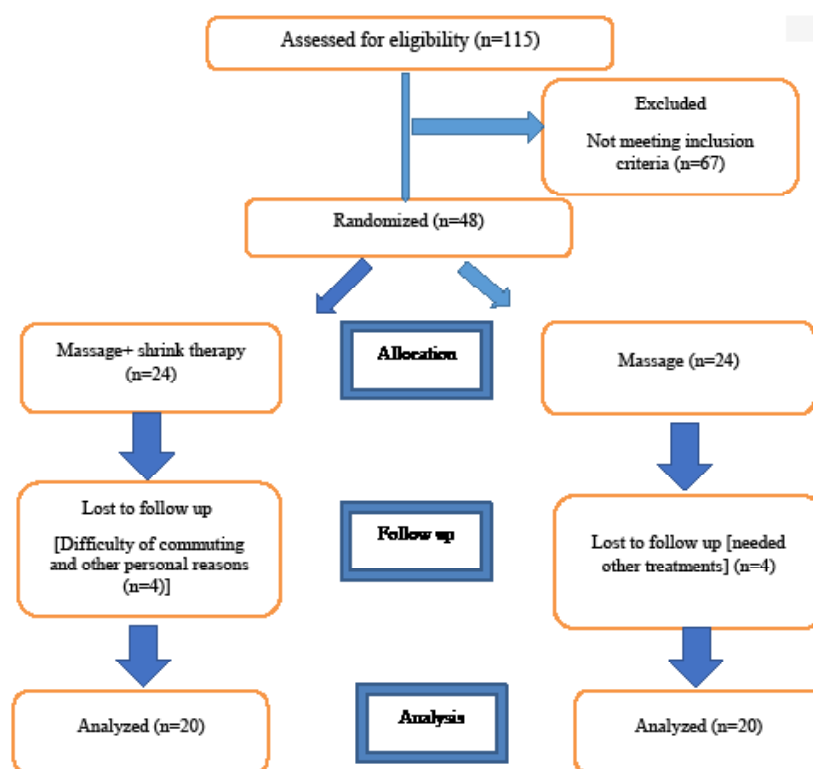 Assessed for eligibility (n=115)
Excluded
Not meeting inclusion
criteria (n=67)
Randomized (n=48)
Massage+ shrink therapy
(n=24)
Allocation
Massage (n=24)
Lost to follow up
[Difficulty of commuting
and other personal reasons
(n=4)]
Follow up
Lost to follow up [needed
other treatments] (n=4)
Analyzed (n=20)
Analysis
Analyzed (n=20)